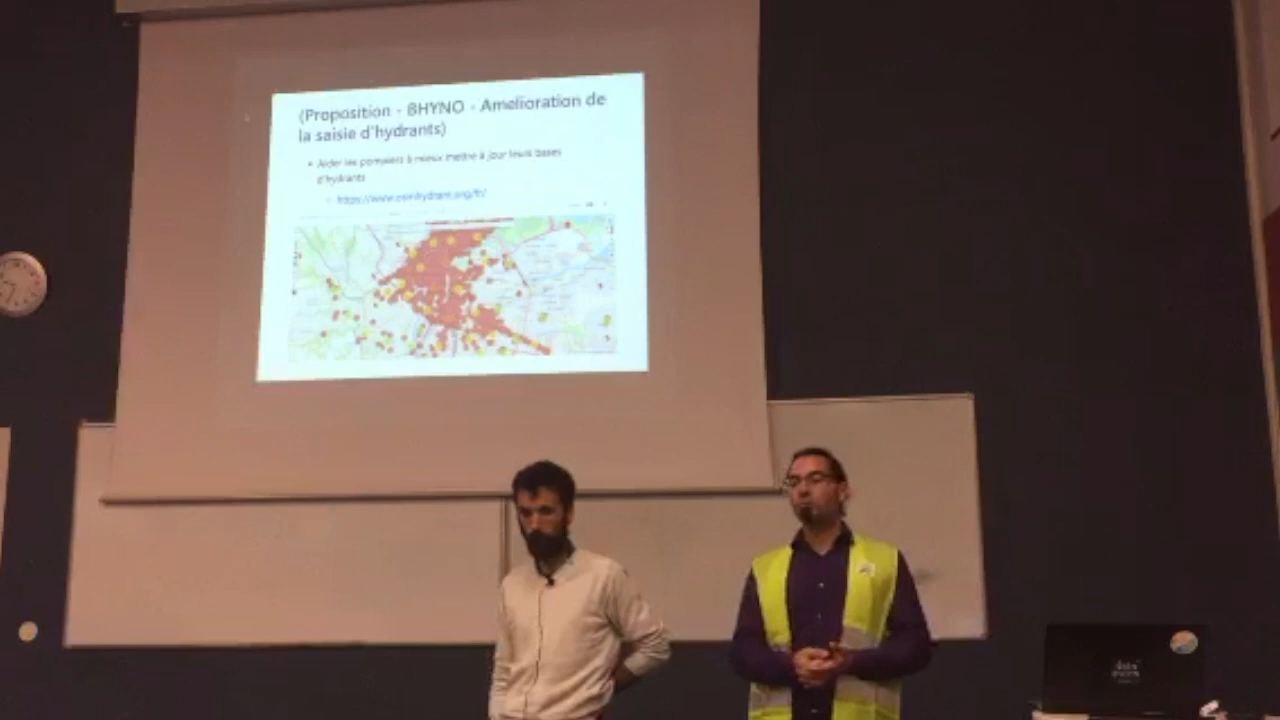 (Proposition - BHYNO - Amelioration de
la saisie d'hydrants)
Aider les pompiers à mieux mettre à jour leurs bases
d'hydrants
https://www.osmhydrant.org/fr/